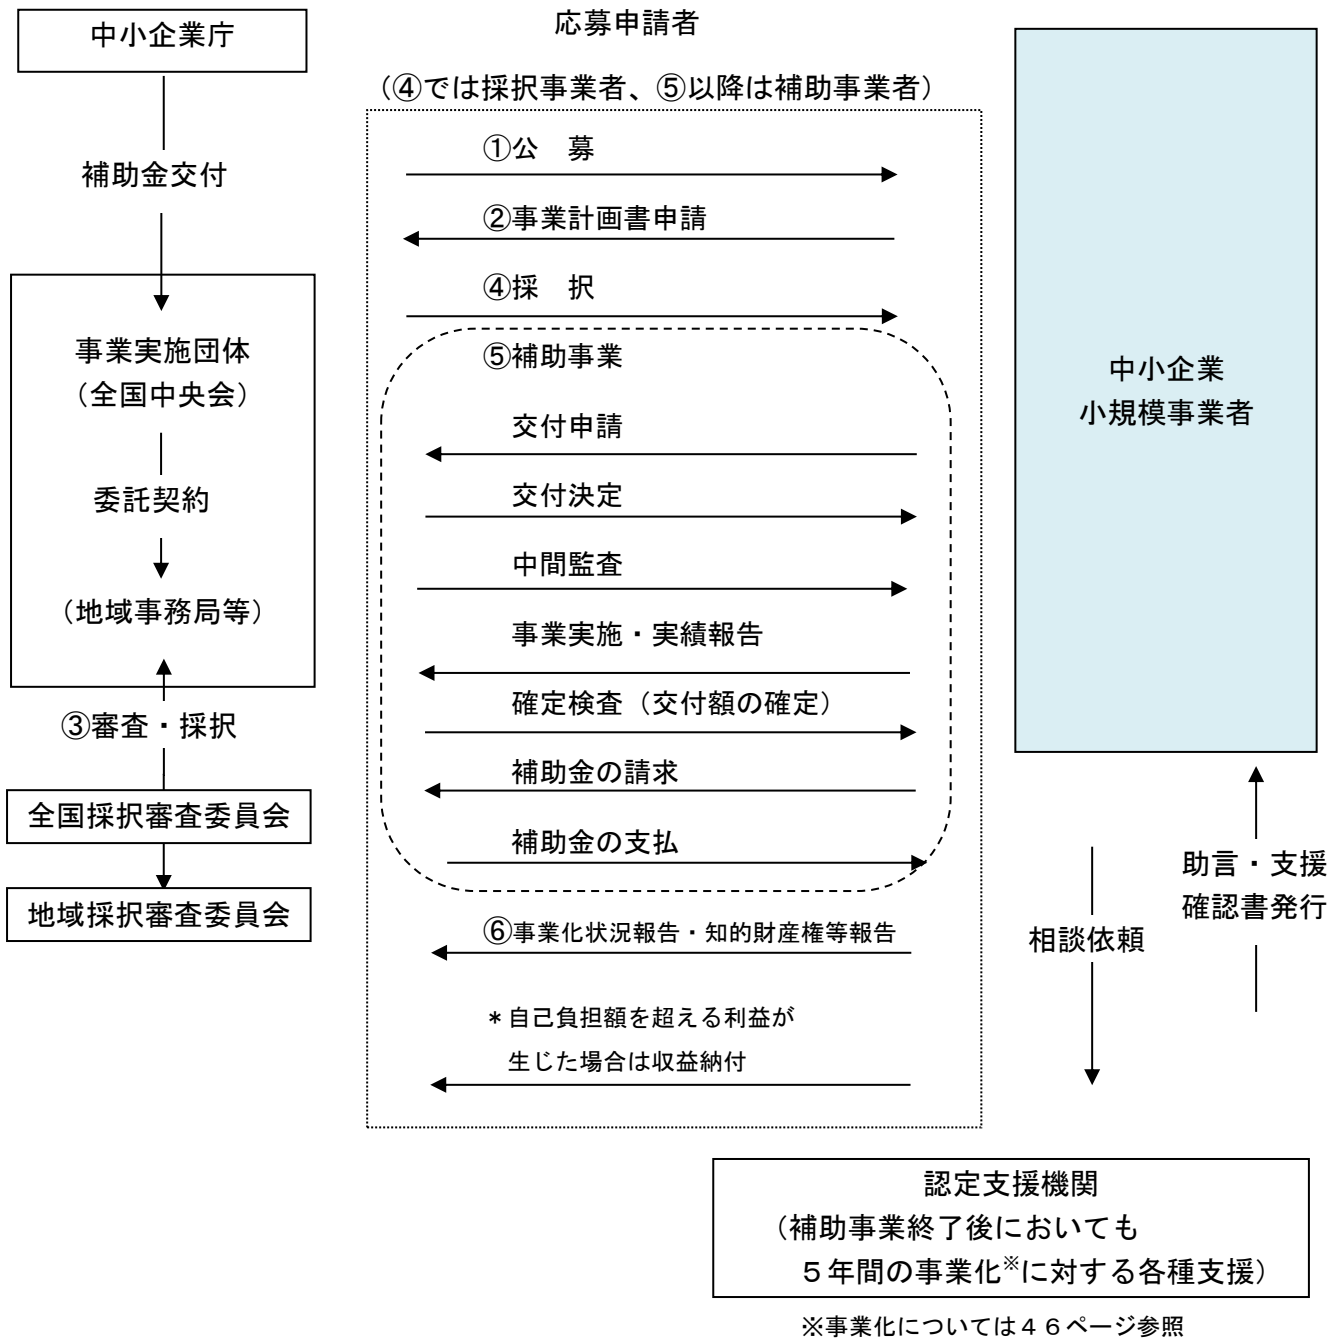 中小企業庁
補助金交付
事業実施団体
（全国中央会）
委託契約
（地域事務局等）
③審査・採択
全国採択審査委員会
地域採択審査委員会
応募申請者
（④では採択事業者、⑤以降は補助事業者）
①公　募
②事業計画書申請
④採　択
⑤補助事業
交付申請
交付決定
中間監査
事業実施・実績報告
確定検査（交付額の確定）
補助金の請求
補助金の支払
⑥事業化状況報告・知的財産権等報告
＊自己負担額を超える利益が
生じた場合は収益納付
中小企業
小規模事業者
助言・支援
確認書発行
相談依頼
認定支援機関
（補助事業終了後においても
５年間の事業化※に対する各種支援）
※事業化については４６ページ参照